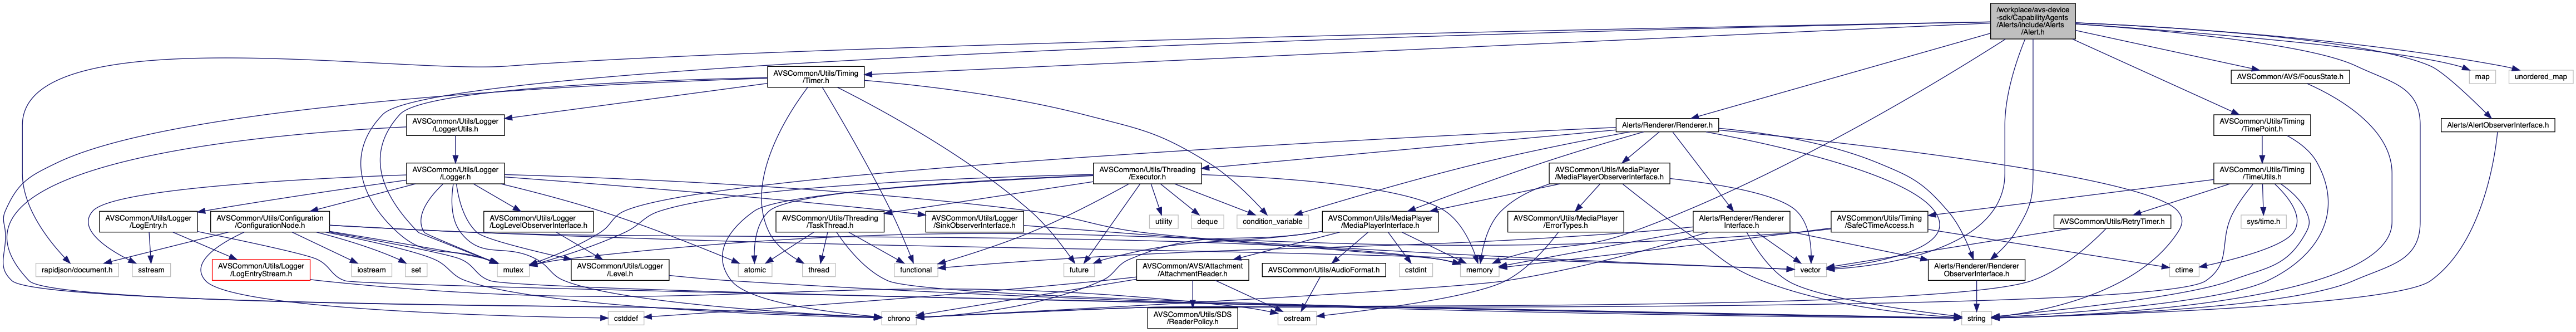 /workplace/avs-device
-sdk/CapabilityAgents
/Alerts/include/Alerts
/Alert.h
AVSCommon/Utils/Timing
/Timer.h
AVSCommon/AVS/FocusState.h
map
unordered_map
AVSCommon/Utils/Logger
/LoggerUtils.h
Alerts/Renderer/Renderer.h
AVSCommon/Utils/Timing
/TimePoint.h
Alerts/AlertObserverInterface.h
AVSCommon/Utils/Logger
/Logger.h
AVSCommon/Utils/Threading
/Executor.h
AVSCommon/Utils/MediaPlayer
/MediaPlayerObserverInterface.h
AVSCommon/Utils/Timing
/TimeUtils.h
AVSCommon/Utils/Logger
/LogEntry.h
AVSCommon/Utils/Configuration
/ConfigurationNode.h
AVSCommon/Utils/Logger
/LogLevelObserverInterface.h
AVSCommon/Utils/Threading
/TaskThread.h
AVSCommon/Utils/Logger
/SinkObserverInterface.h
utility
deque
condition_variable
AVSCommon/Utils/MediaPlayer
/MediaPlayerInterface.h
AVSCommon/Utils/MediaPlayer
/ErrorTypes.h
Alerts/Renderer/Renderer
Interface.h
AVSCommon/Utils/Timing
/SafeCTimeAccess.h
AVSCommon/Utils/RetryTimer.h
sys/time.h
rapidjson/document.h
sstream
AVSCommon/Utils/Logger
/LogEntryStream.h
iostream
set
mutex
AVSCommon/Utils/Logger
/Level.h
atomic
thread
functional
future
AVSCommon/AVS/Attachment
/AttachmentReader.h
AVSCommon/Utils/AudioFormat.h
cstdint
memory
vector
Alerts/Renderer/Renderer
ObserverInterface.h
ctime
cstddef
chrono
AVSCommon/Utils/SDS
/ReaderPolicy.h
ostream
string